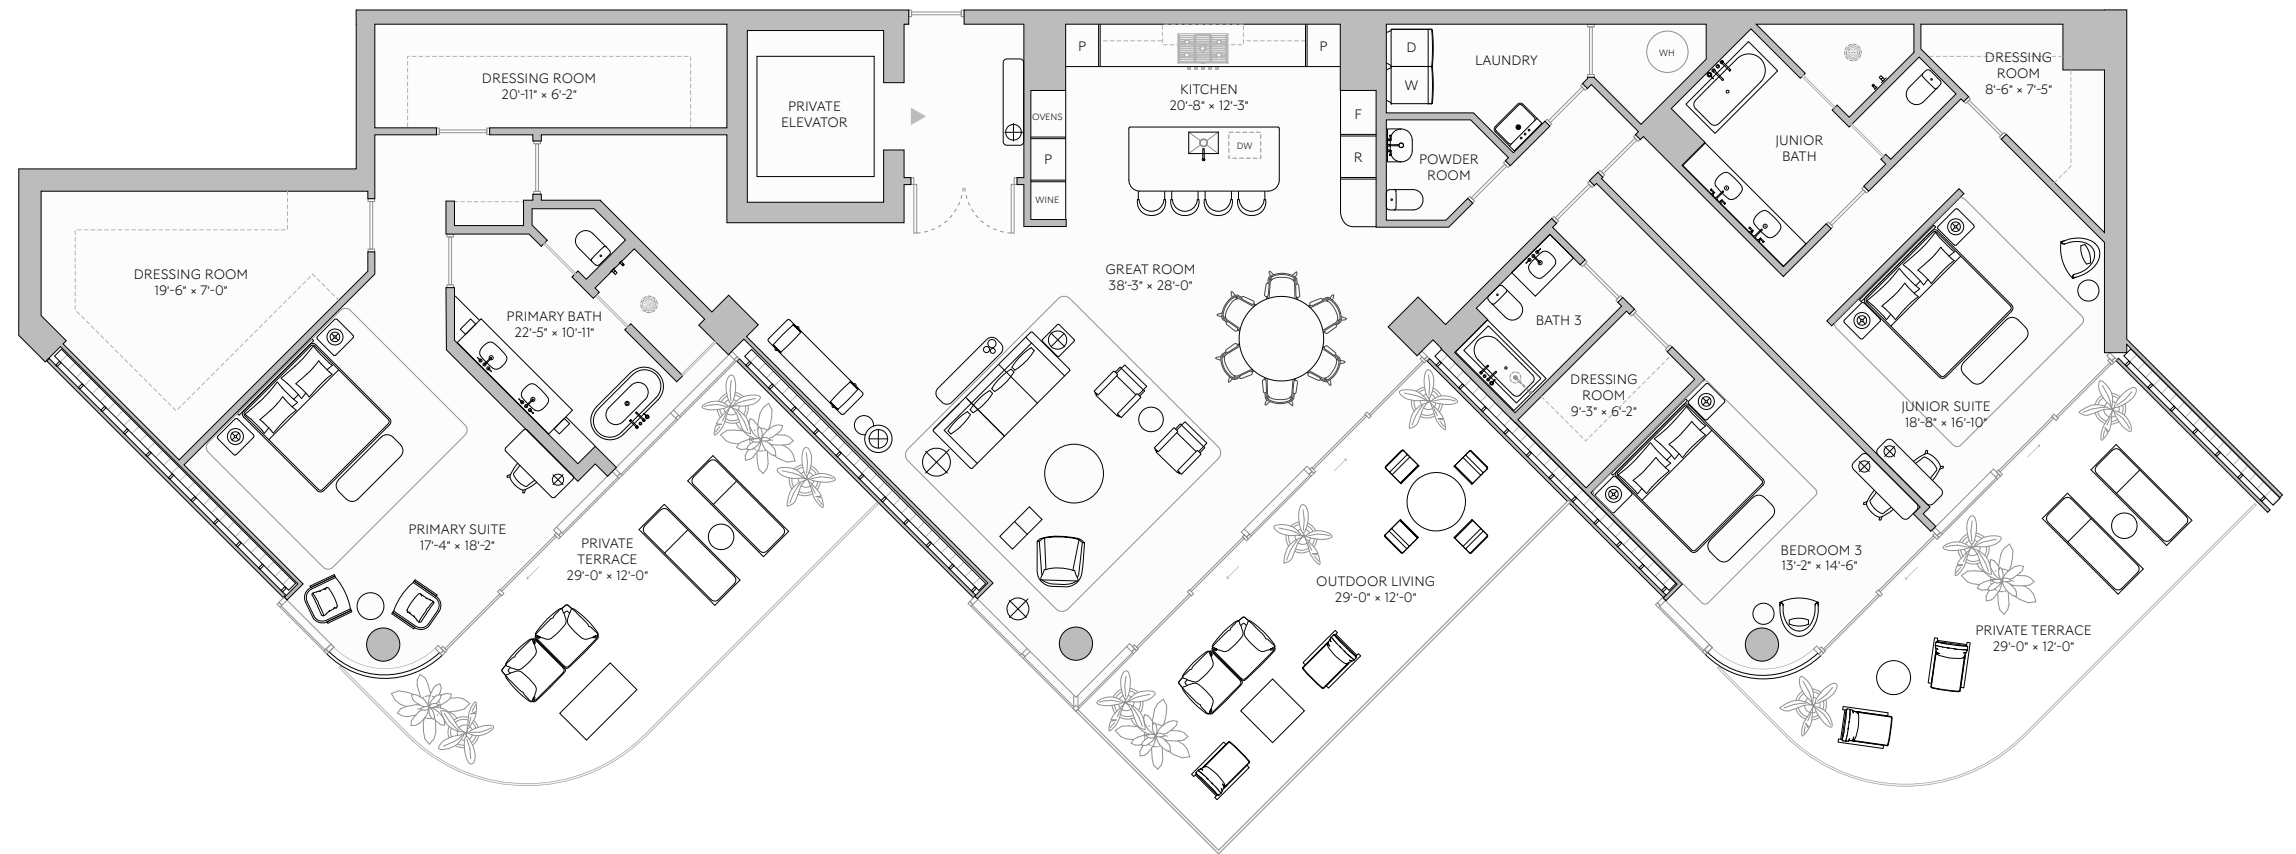 DRESSING ROOM
20'-11" × 6'-2"
PRIVATE
ELEVATOR
DRESSING ROOM
19'-6" × 7'-0"
PRIMARY BATH
22'-5" × 10'-11"
PRIMARY SUITE
17'-4" × 18'-2"
PRIVATE
TERRACE
29'-0" × 12'-0"
P
P
KITCHEN
20'-8" × 12'-3"
OVENS
P
WINE
DW
F
R
GREAT ROOM
38'-3" × 28'-0"
OUTDOOR LIVING
29'-0" × 12'-0"
D
W
LAUNDRY
WH
POWDER
ROOM
JUNIOR
BATH
DRESSING
ROOM
8'-6" × 7'-5"
BATH 3
DRESSING
ROOM
9'-3" × 6'-2"
JUNIOR SUITE
18'-8" × 16'-10"
BEDROOM 3
13'-2" × 14'-6"
PRIVATE TERRACE
29'-0" × 12'-0"